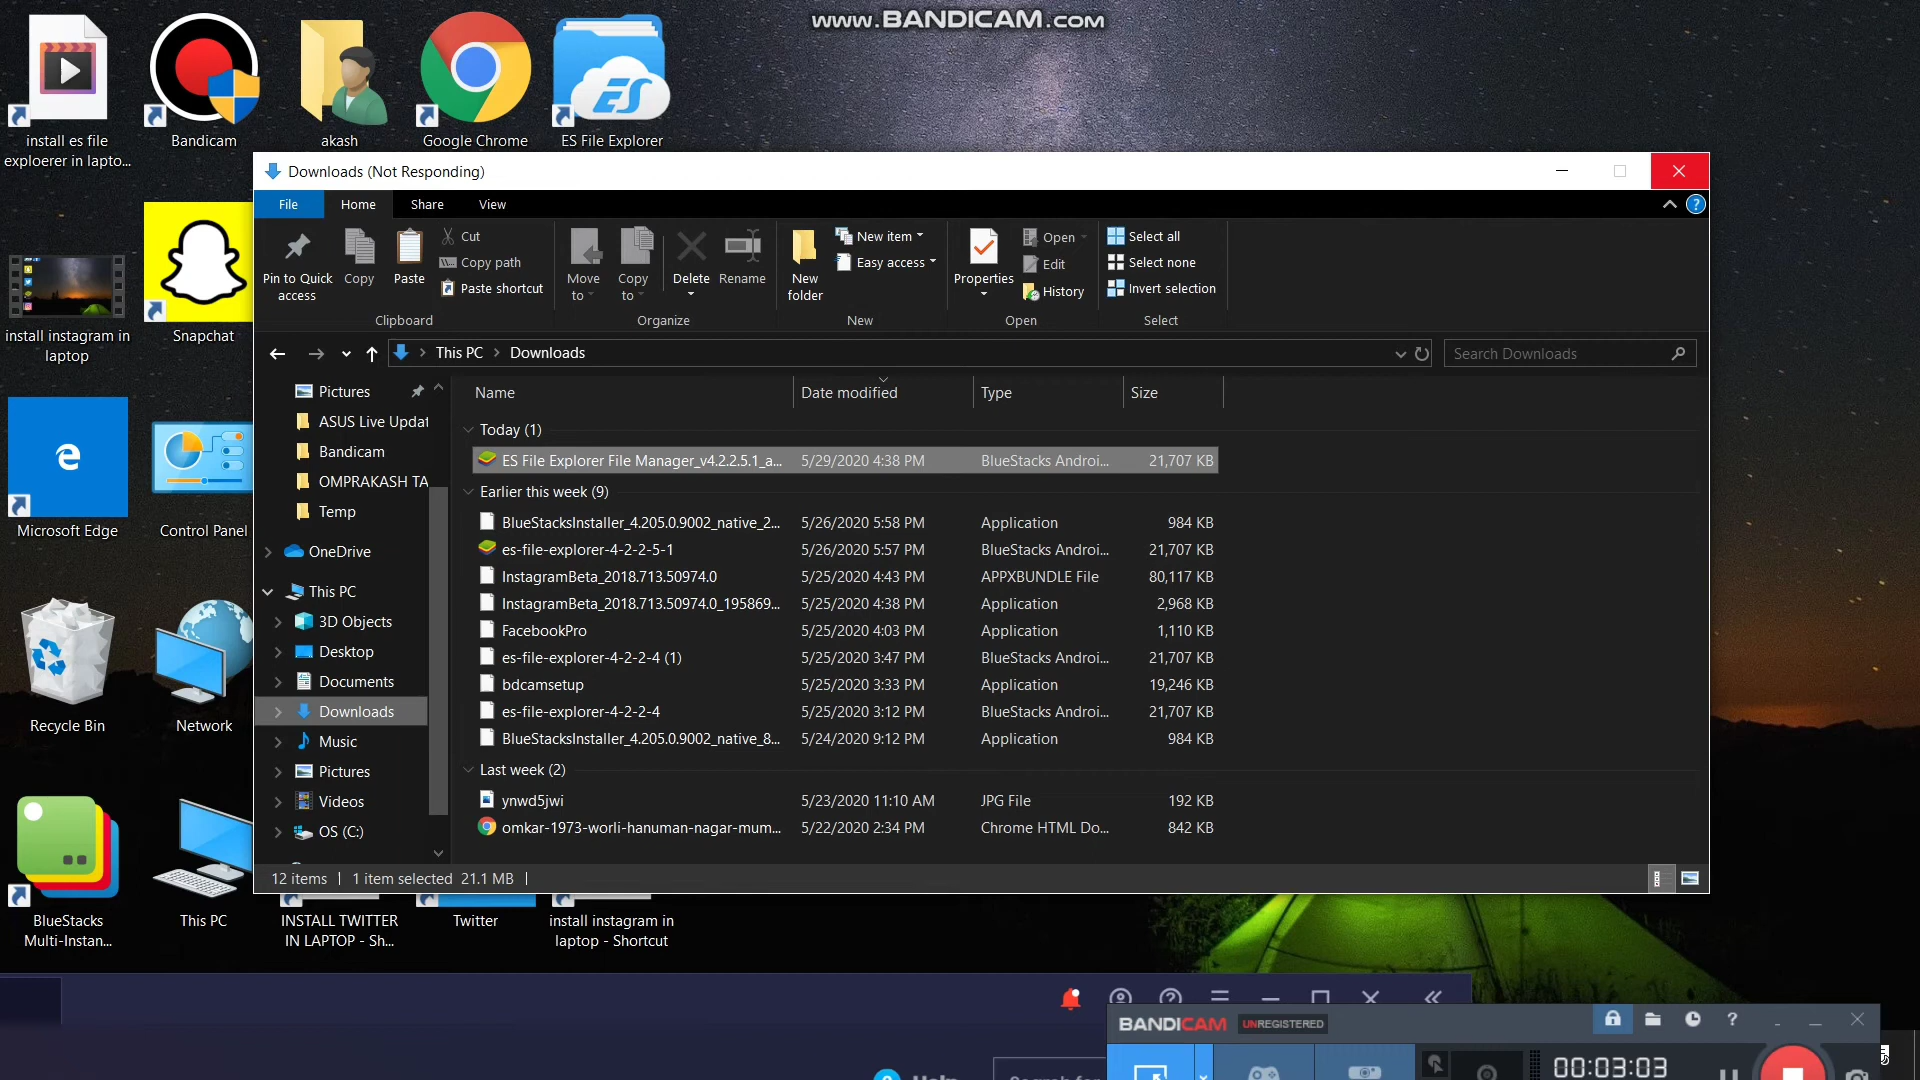 www.BANDICAM.com
install es file
exploerer in lapto...
Bandicam
akash
Google Chrome
ES File Explorer
Downloads (Not Responding)
File
Home
Share
View
Pin to Quick
access
Copy
Paste
Cut
Copy path
Paste shortcut
Clipboard
Move
to
Copy
to
Delete
Rename
Organize
New
folder
New item
Easy access
New
Properties
Open
Edit
History
Open
Select all
Select none
Invert selection
Select
This PC
Downloads
Search Downloads
install instagram in
laptop
Snapchat
Microsoft Edge
Control Panel
Recycle Bin
Network
BlueStacks
Multi-Instan...
This PC
INSTALL TWITTER
IN LAPTOP - Sh...
Twitter
install instagram in
laptop - Shortcut
Pictures
ASUS Live Updat
Bandicam
OMPRAKASH TA
Temp
OneDrive
This PC
3D Objects
Desktop
Documents
Downloads
Music
Pictures
Videos
OS (C:)
Name Date modified Type Size
Today (1)
ES File Explorer File Manager_v4.2.2.5.1_a... 5/29/2020 4:38 PM BlueStacks Androi... 21,707 KB
Earlier this week (9)
BlueStacksInstaller_4.205.0.9002_native_2... 5/26/2020 5:58 PM Application 984 KB
es-file-explorer-4-2-2-5-1 5/26/2020 5:57 PM BlueStacks Androi... 21,707 KB
InstagramBeta_2018.713.50974.0 5/25/2020 4:43 PM APPXBUNDLE File 80,117 KB
InstagramBeta_2018.713.50974.0_195869... 5/25/2020 4:38 PM Application 2,968 KB
FacebookPro 5/25/2020 4:03 PM Application 1,110 KB
es-file-explorer-4-2-2-4 (1) 5/25/2020 3:47 PM BlueStacks Androi... 21,707 KB
bdcamsetup 5/25/2020 3:33 PM Application 19,246 KB
es-file-explorer-4-2-2-4 5/25/2020 3:12 PM BlueStacks Androi... 21,707 KB
BlueStacksInstaller_4.205.0.9002_native_8... 5/24/2020 9:12 PM Application 984 KB
Last week (2)
ynwd5jwi 5/23/2020 11:10 AM JPG File 192 KB
omkar-1973-worli-hanuman-nagar-mum... 5/22/2020 2:34 PM Chrome HTML Do... 842 KB
12 items 1 item selected 21.1 MB
BANDICAM UNREGISTERED
00:03:03
Help
Search for